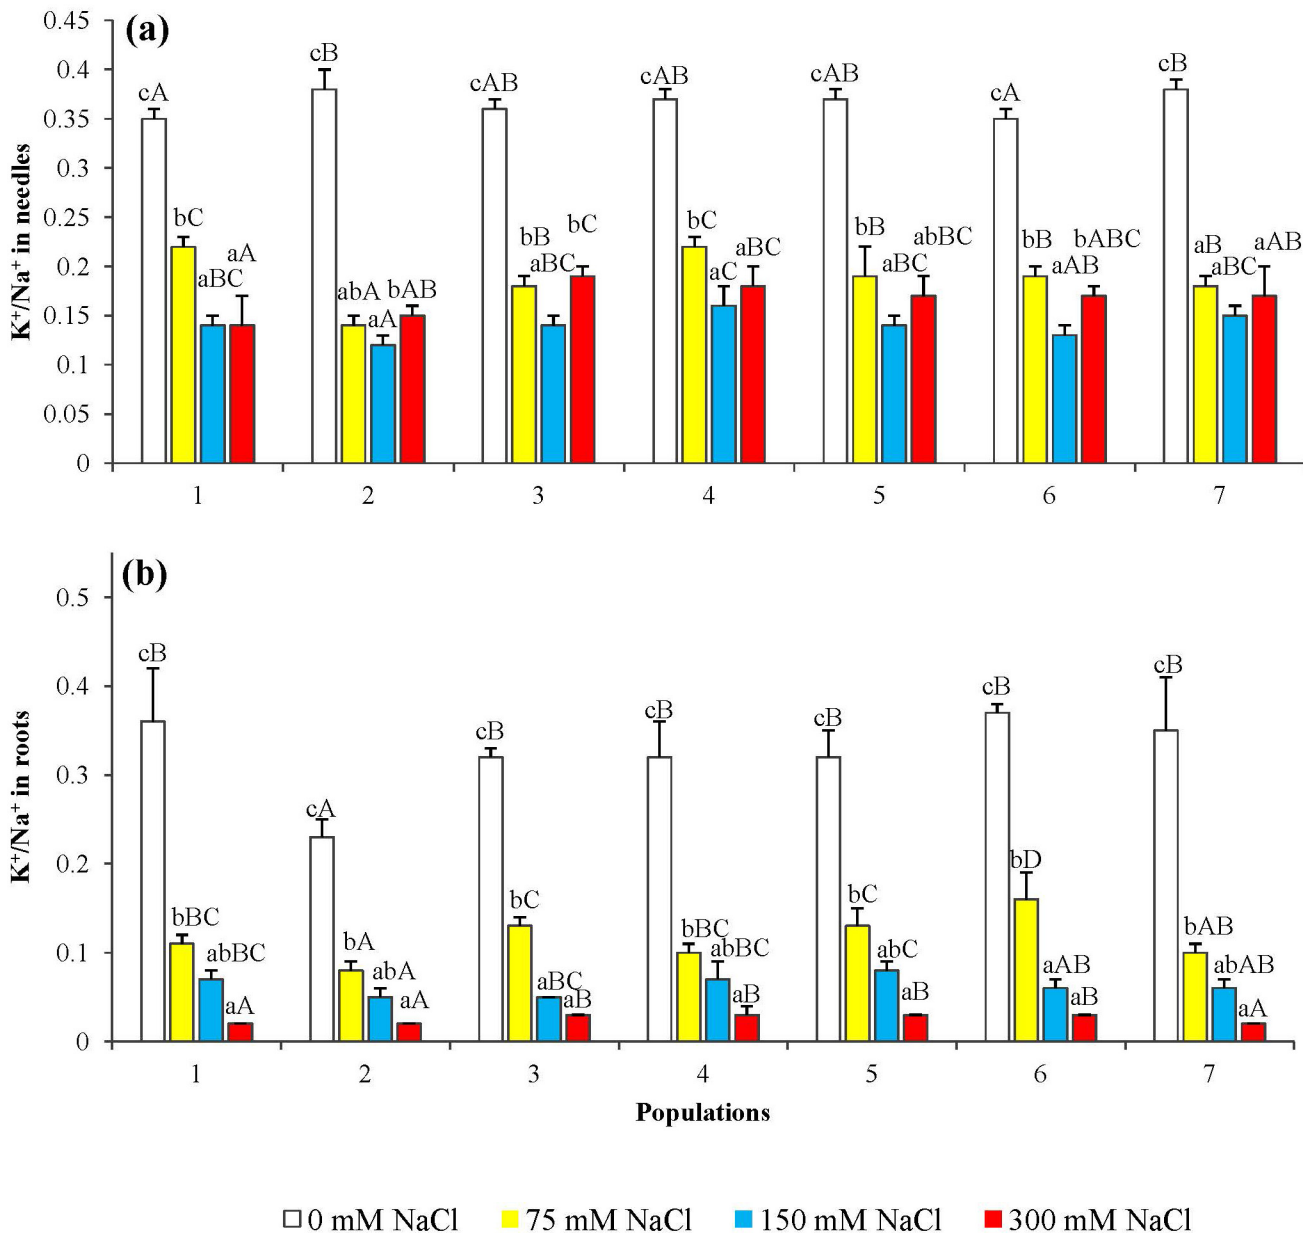 (a)
K⁺/Na⁺ in needles
0.45
0.4
0.35
0.3
0.25
0.2
0.15
0.1
0.05
0
cA bC aBC aA
cB abA aA bAB
cAB bB aBC bC
cAB bC aC aBC
cAB bB aBC abBC
cA bB aAB bABC
cB aB aBC aAB
1 2 3 4 5 6 7
(b)
K⁺/Na⁺ in roots
0.5
0.4
0.3
0.2
0.1
0
cB bBC abBC aA
cA bA abA aA
cB bC aBC aB
cB bBC abBC aB
cB bC abC aB
cB bD aAB aB
cB bAB abAB aA
1 2 3 4 5 6 7
Populations
0 mM NaCl 75 mM NaCl 150 mM NaCl 300 mM NaCl